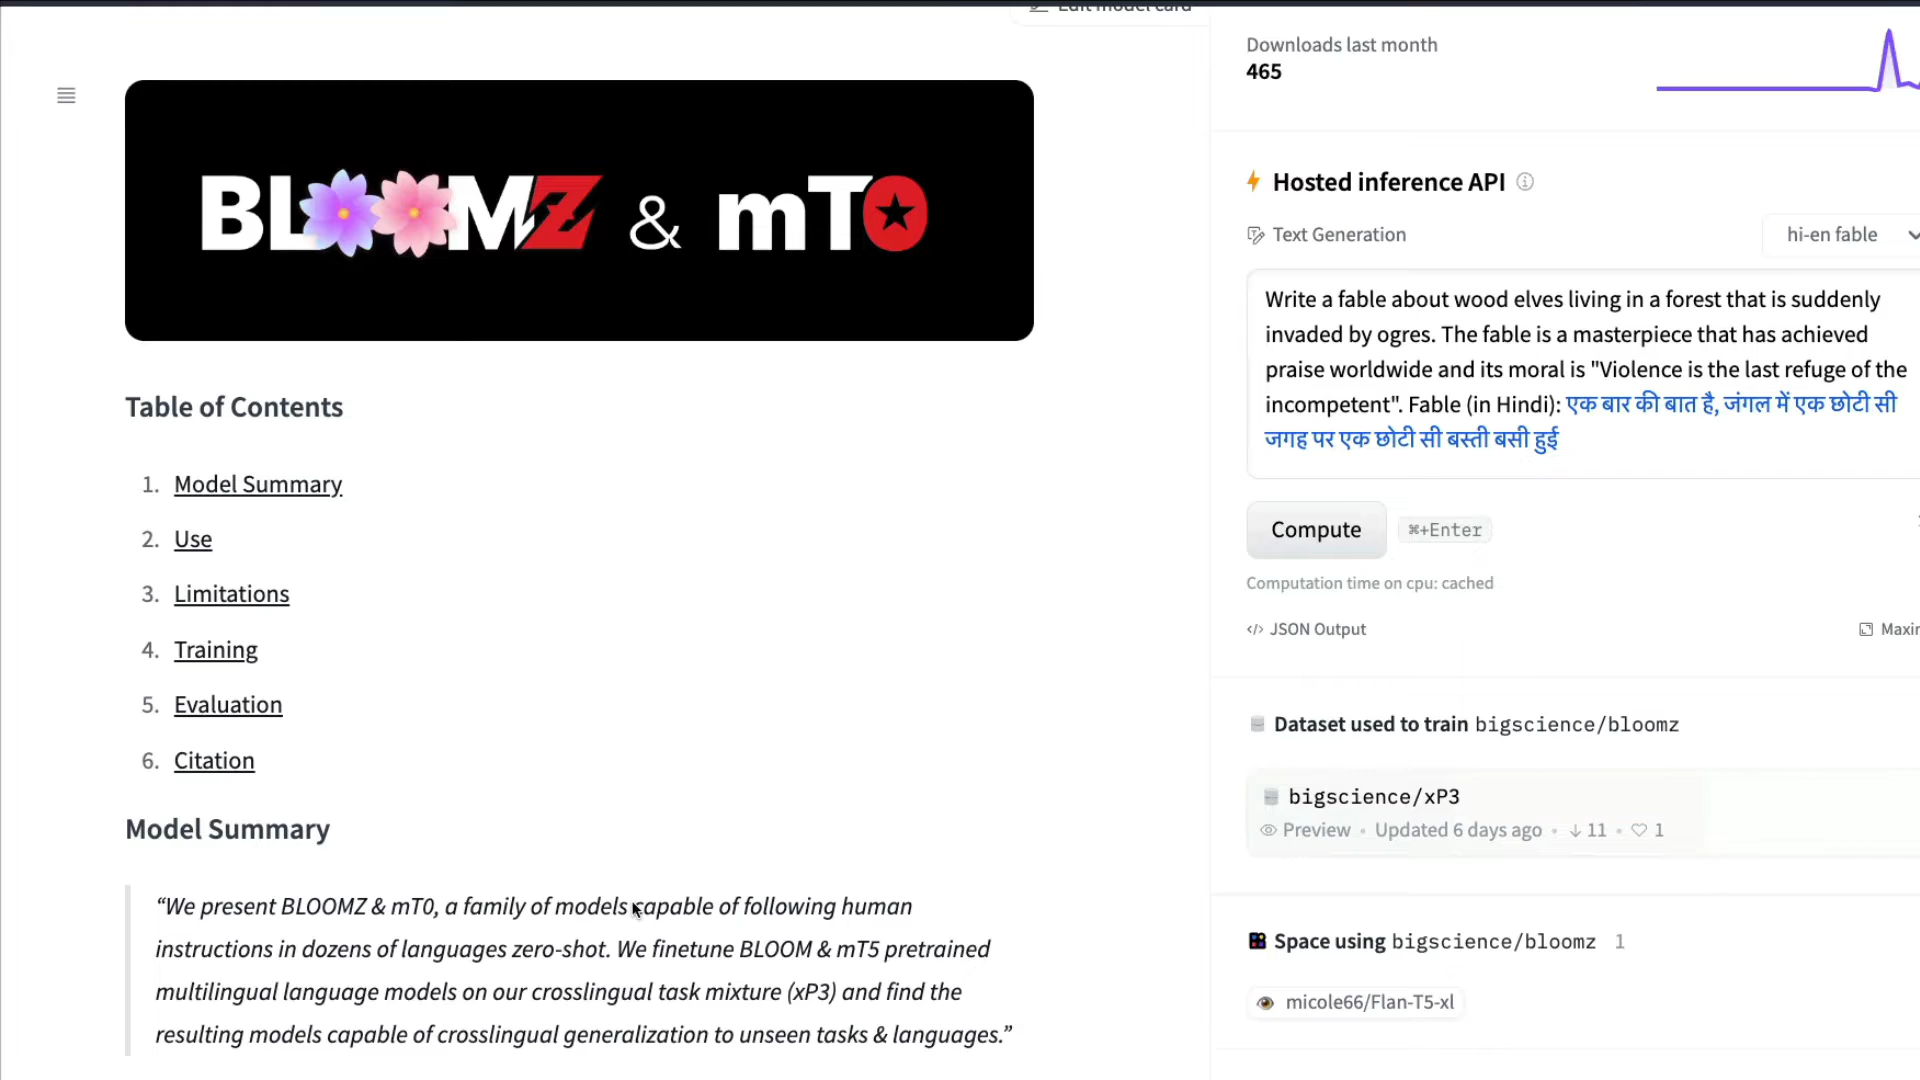 Edit model card
BLOOMZ & mT0
Table of Contents
1. Model Summary
2. Use
3. Limitations
4. Training
5. Evaluation
6. Citation
Model Summary
“We present BLOOMZ & mT0, a family of models capable of following human
instructions in dozens of languages zero-shot. We finetune BLOOM & mT5 pretrained
multilingual language models on our crosslingual task mixture (xP3) and find the
resulting models capable of crosslingual generalization to unseen tasks & languages.”
Downloads last month
465
Hosted inference API
Text Generation
hi-en fable
Write a fable about wood elves living in a forest that is suddenly
invaded by ogres. The fable is a masterpiece that has achieved
praise worldwide and its moral is "Violence is the last refuge of the
incompetent". Fable (in Hindi): एक बार की बात है, जंगल में एक छोटी सी
जगह पर एक छोटी सी बस्ती बसी हुई
Compute
⌘+Enter
Computation time on cpu: cached
</> JSON Output
Dataset used to train bigscience/bloomz
bigscience/xP3
Preview • Updated 6 days ago • ↓ 11 • ♡ 1
Space using bigscience/bloomz 1
micole66/Flan-T5-xl